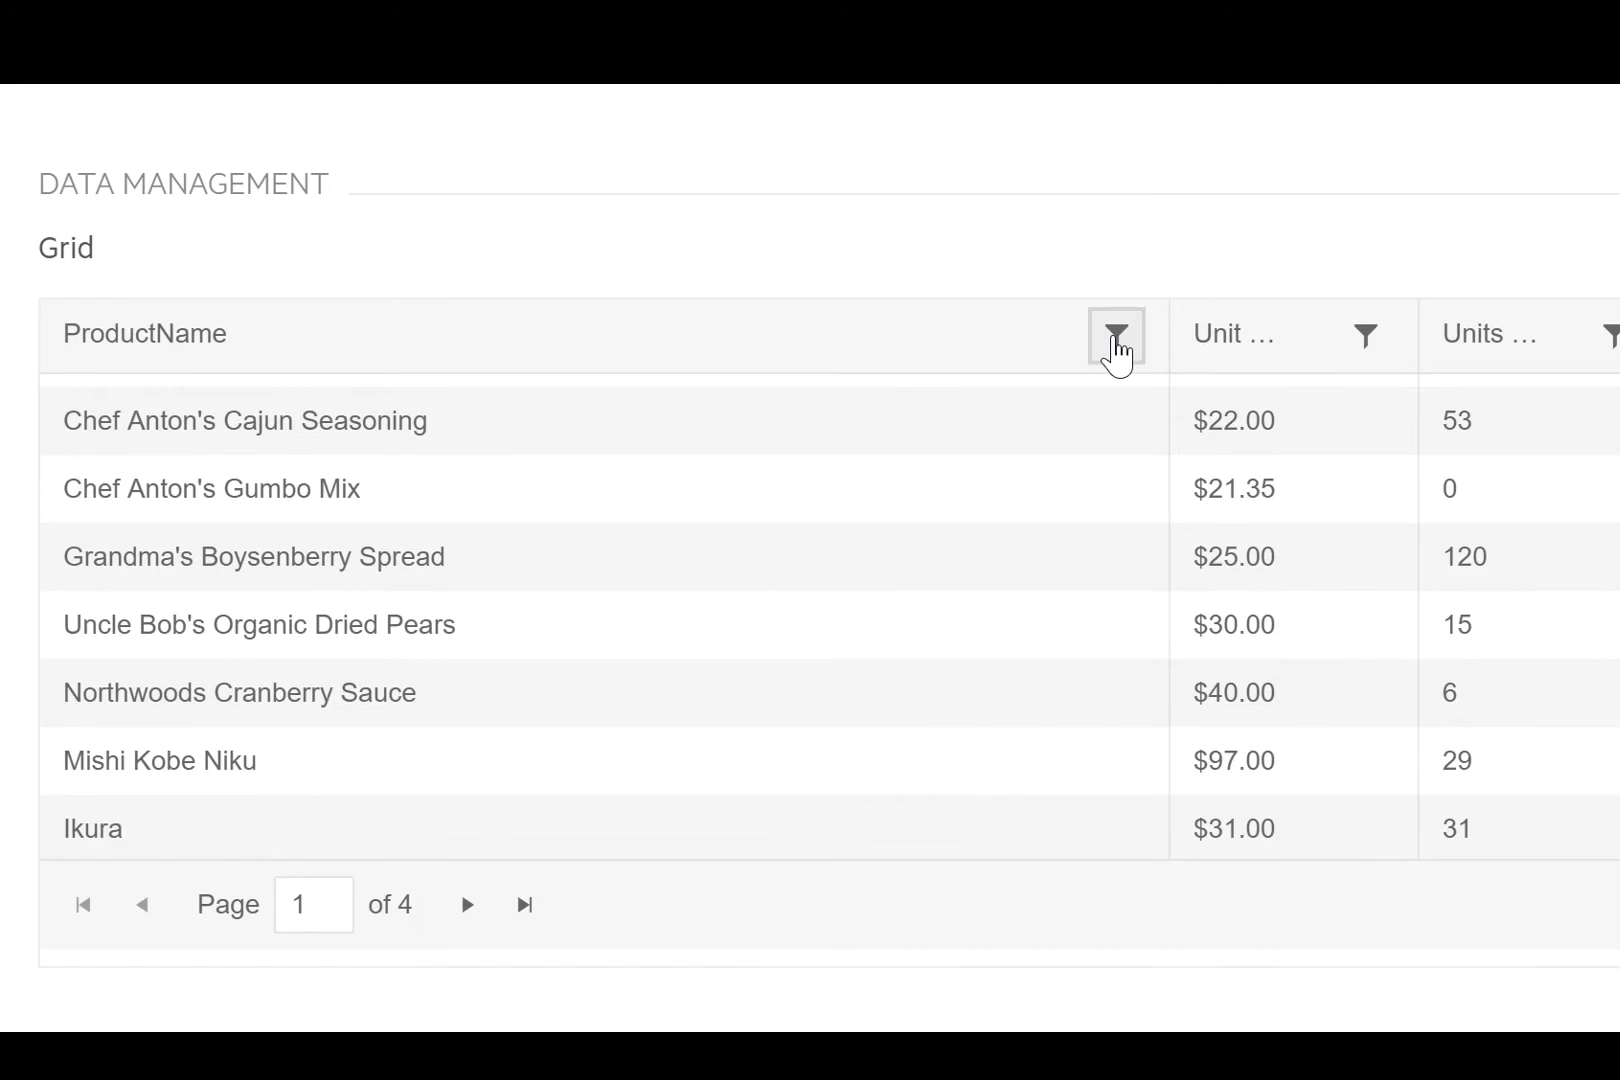 DATA MANAGEMENT
Grid
ProductName Unit ... Units ...
Chef Anton's Cajun Seasoning $22.00 53
Chef Anton's Gumbo Mix $21.35 0
Grandma's Boysenberry Spread $25.00 120
Uncle Bob's Organic Dried Pears $30.00 15
Northwoods Cranberry Sauce $40.00 6
Mishi Kobe Niku $97.00 29
Ikura $31.00 31
Page 1 of 4